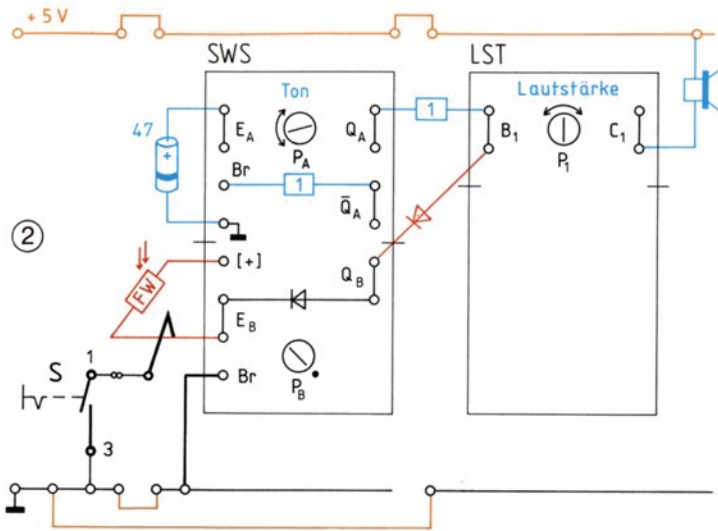 + 5 V
SWS
LST
Ton
Lautstärke
47
+
E_A
P_A
Q_A
1
B_1
P_1
C_1
Br
1
Q̄_A
2
[+]
FW
Q_B
E_B
S
1
Br
P_B
3